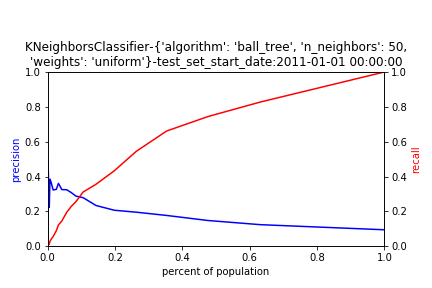 KNeighborsClassifier-{'algorithm': 'ball_tree', 'n_neighbors': 50,
'weights': 'uniform'}-test_set_start_date:2011-01-01 00:00:00
1.0
0.8
0.6
0.4
0.2
0.0
precision
1.0
0.8
0.6
0.4
0.2
0.0
recall
0.0 0.2 0.4 0.6 0.8 1.0
percent of population